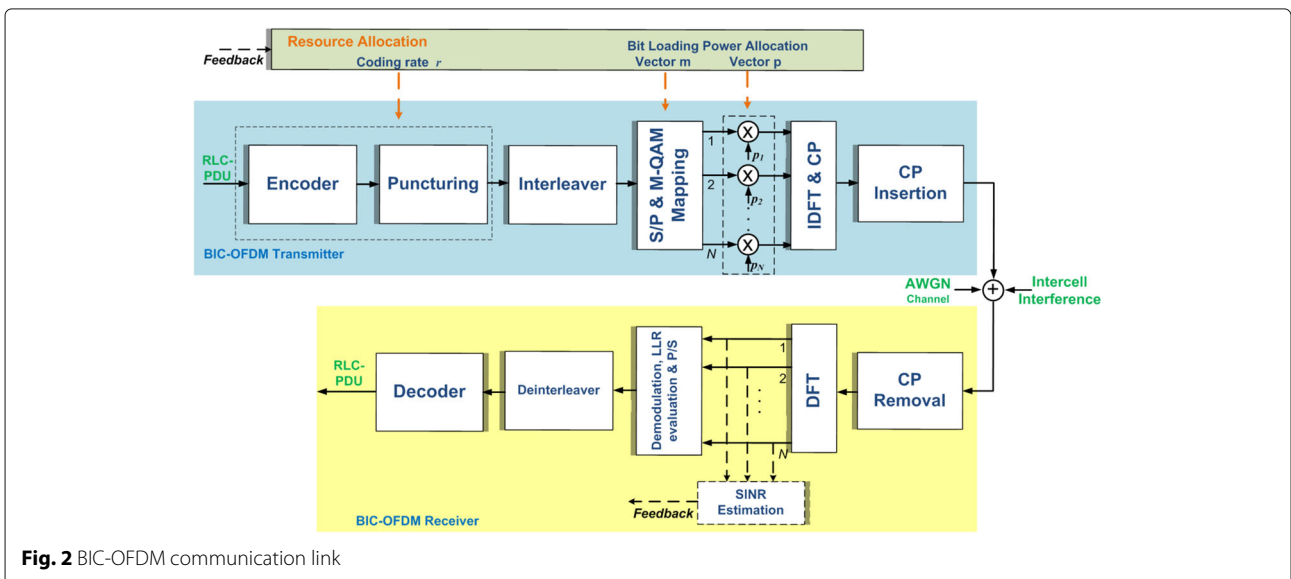 Resource Allocation
Bit Loading Power Allocation
Feedback
Coding rate r
Vector m
Vector p
RLC-
PDU
Encoder
Puncturing
Interleaver
S/P & M-QAM
Mapping
1
2
N
X
X
X
p1
p2
pN
. . .
IDFT & CP
CP
Insertion
BIC-OFDM Transmitter
AWGN
Channel
+
Intercell
Interference
RLC-
PDU
Decoder
Deinterleaver
Demodulation, LLR
evaluation & P/S
1
2
. . .
N
DFT
CP
Removal
SINR
Estimation
Feedback
BIC-OFDM Receiver
Fig. 2 BIC-OFDM communication link